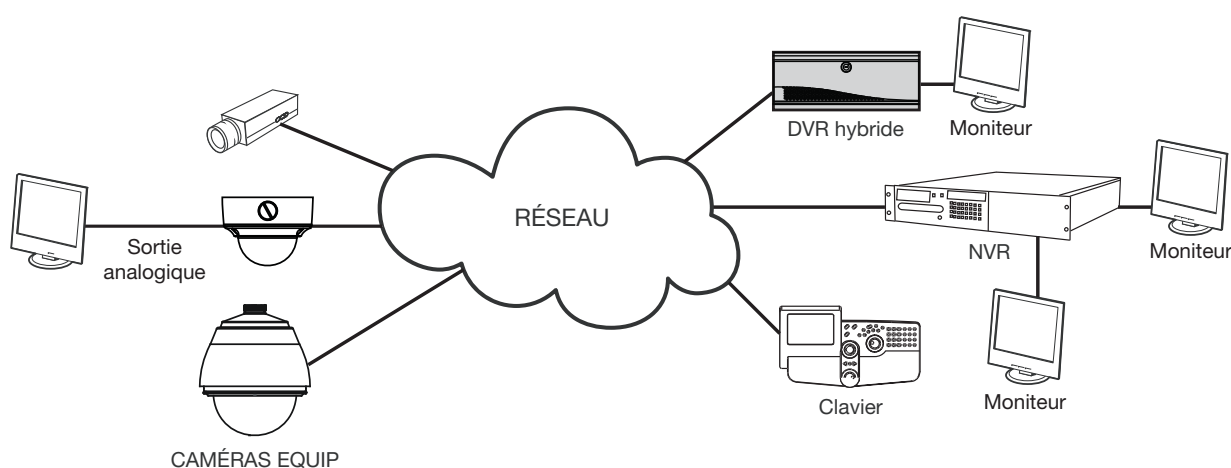 DVR hybride
Moniteur
RÉSEAU
Sortie
analogique
NVR
Moniteur
Clavier
Moniteur
CAMÉRAS EQUIP